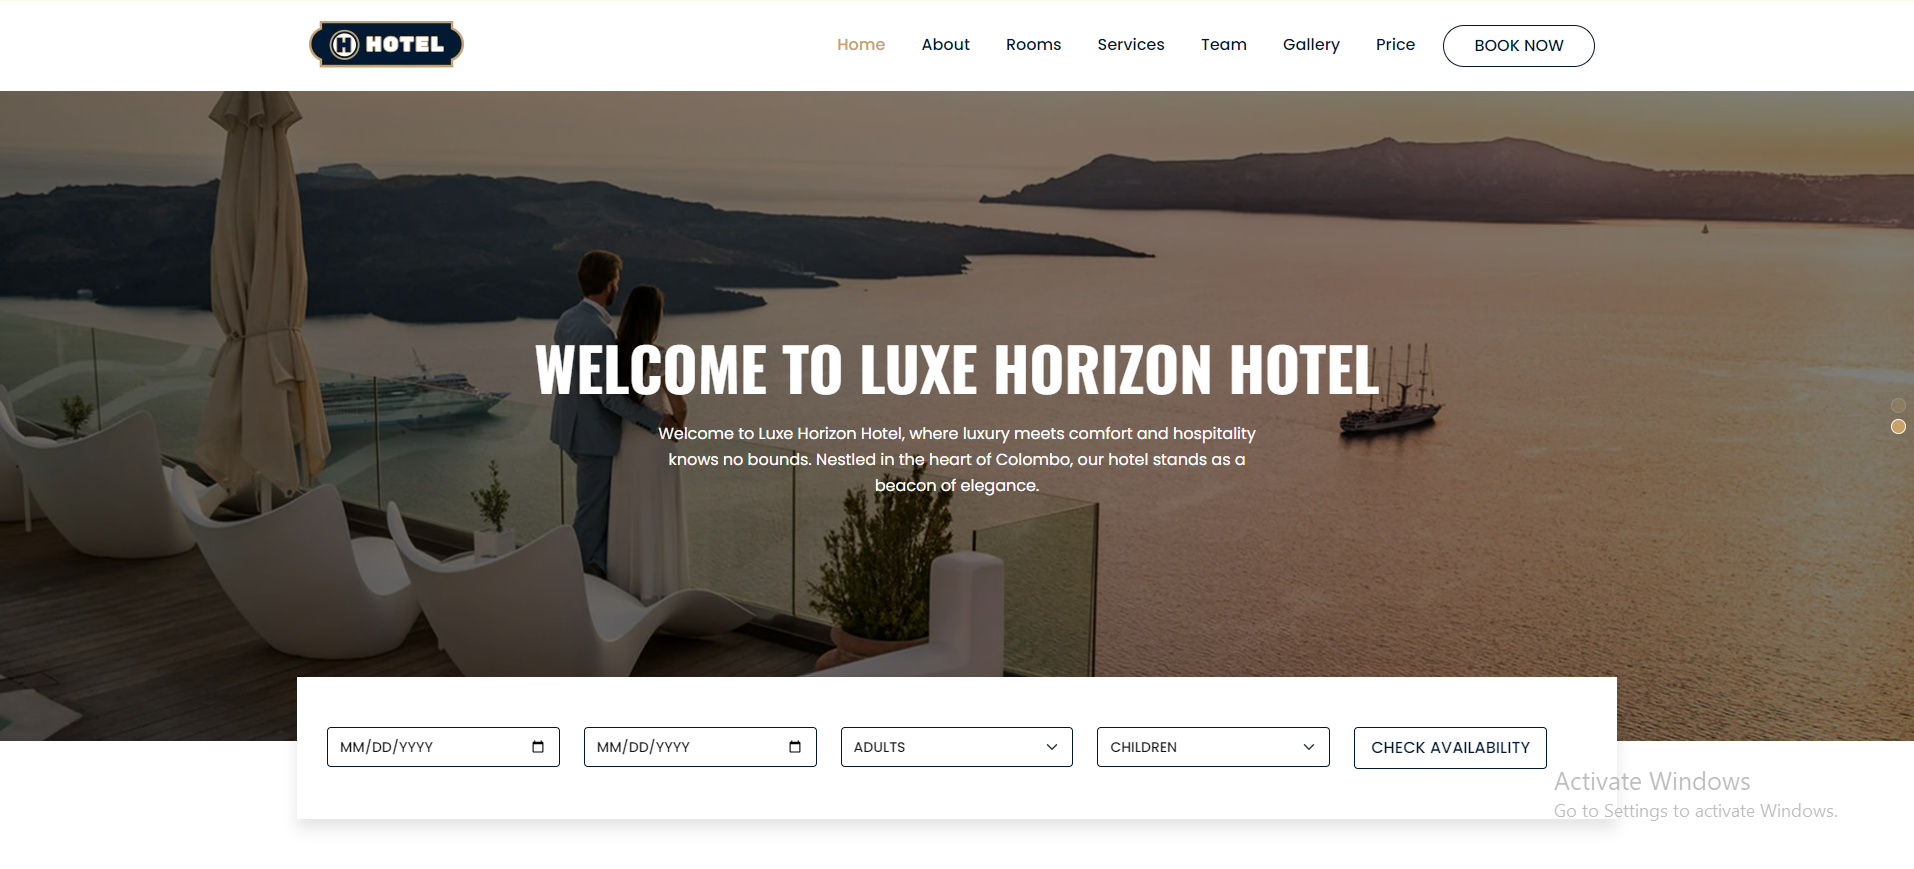 H HOTEL
Home About Rooms Services Team Gallery Price BOOK NOW
WELCOME TO LUXE HORIZON HOTEL
Welcome to Luxe Horizon Hotel, where luxury meets comfort and hospitality
knows no bounds. Nestled in the heart of Colombo, our hotel stands as a
beacon of elegance.
MM/DD/YYYY MM/DD/YYYY ADULTS CHILDREN CHECK AVAILABILITY
Activate Windows
Go to Settings to activate Windows.